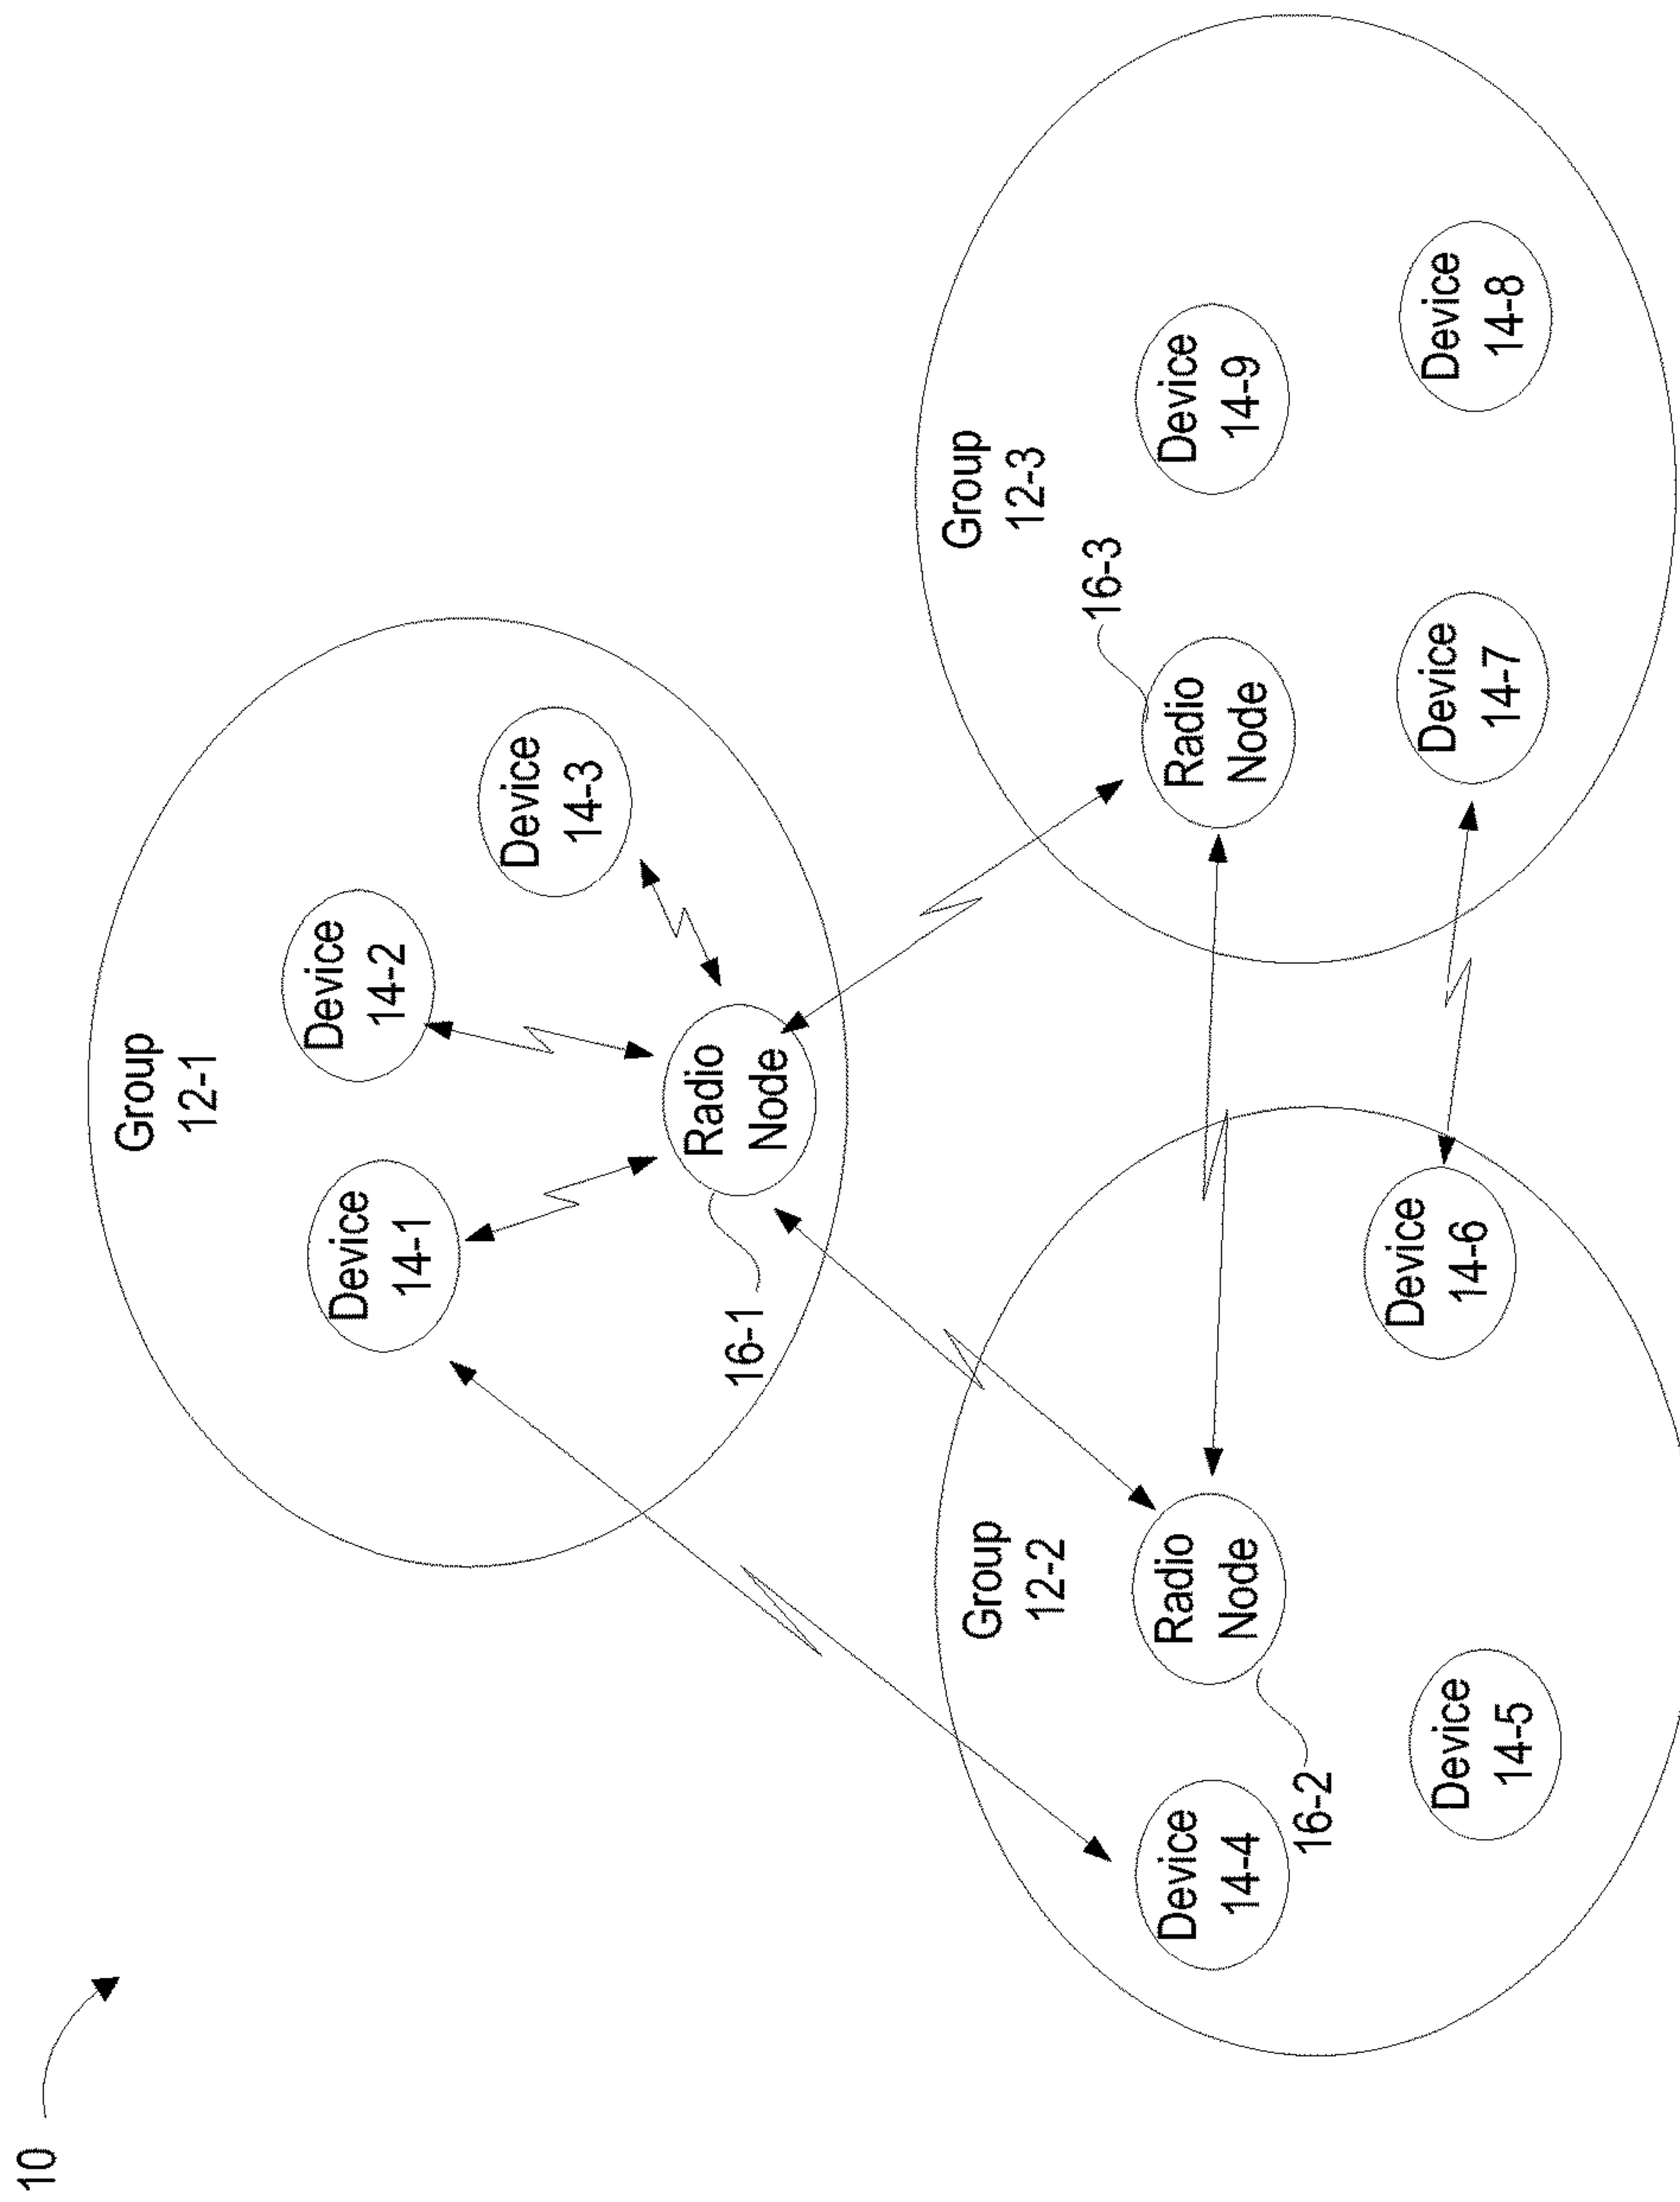 10
Group
12-1
Device
14-1
Device
14-2
Device
14-3
Radio
Node
16-1
Group
12-2
Device
14-4
Radio
Node
16-2
Device
14-5
Device
14-6
Group
12-3
16-3
Radio
Node
Device
14-9
Device
14-7
Device
14-8